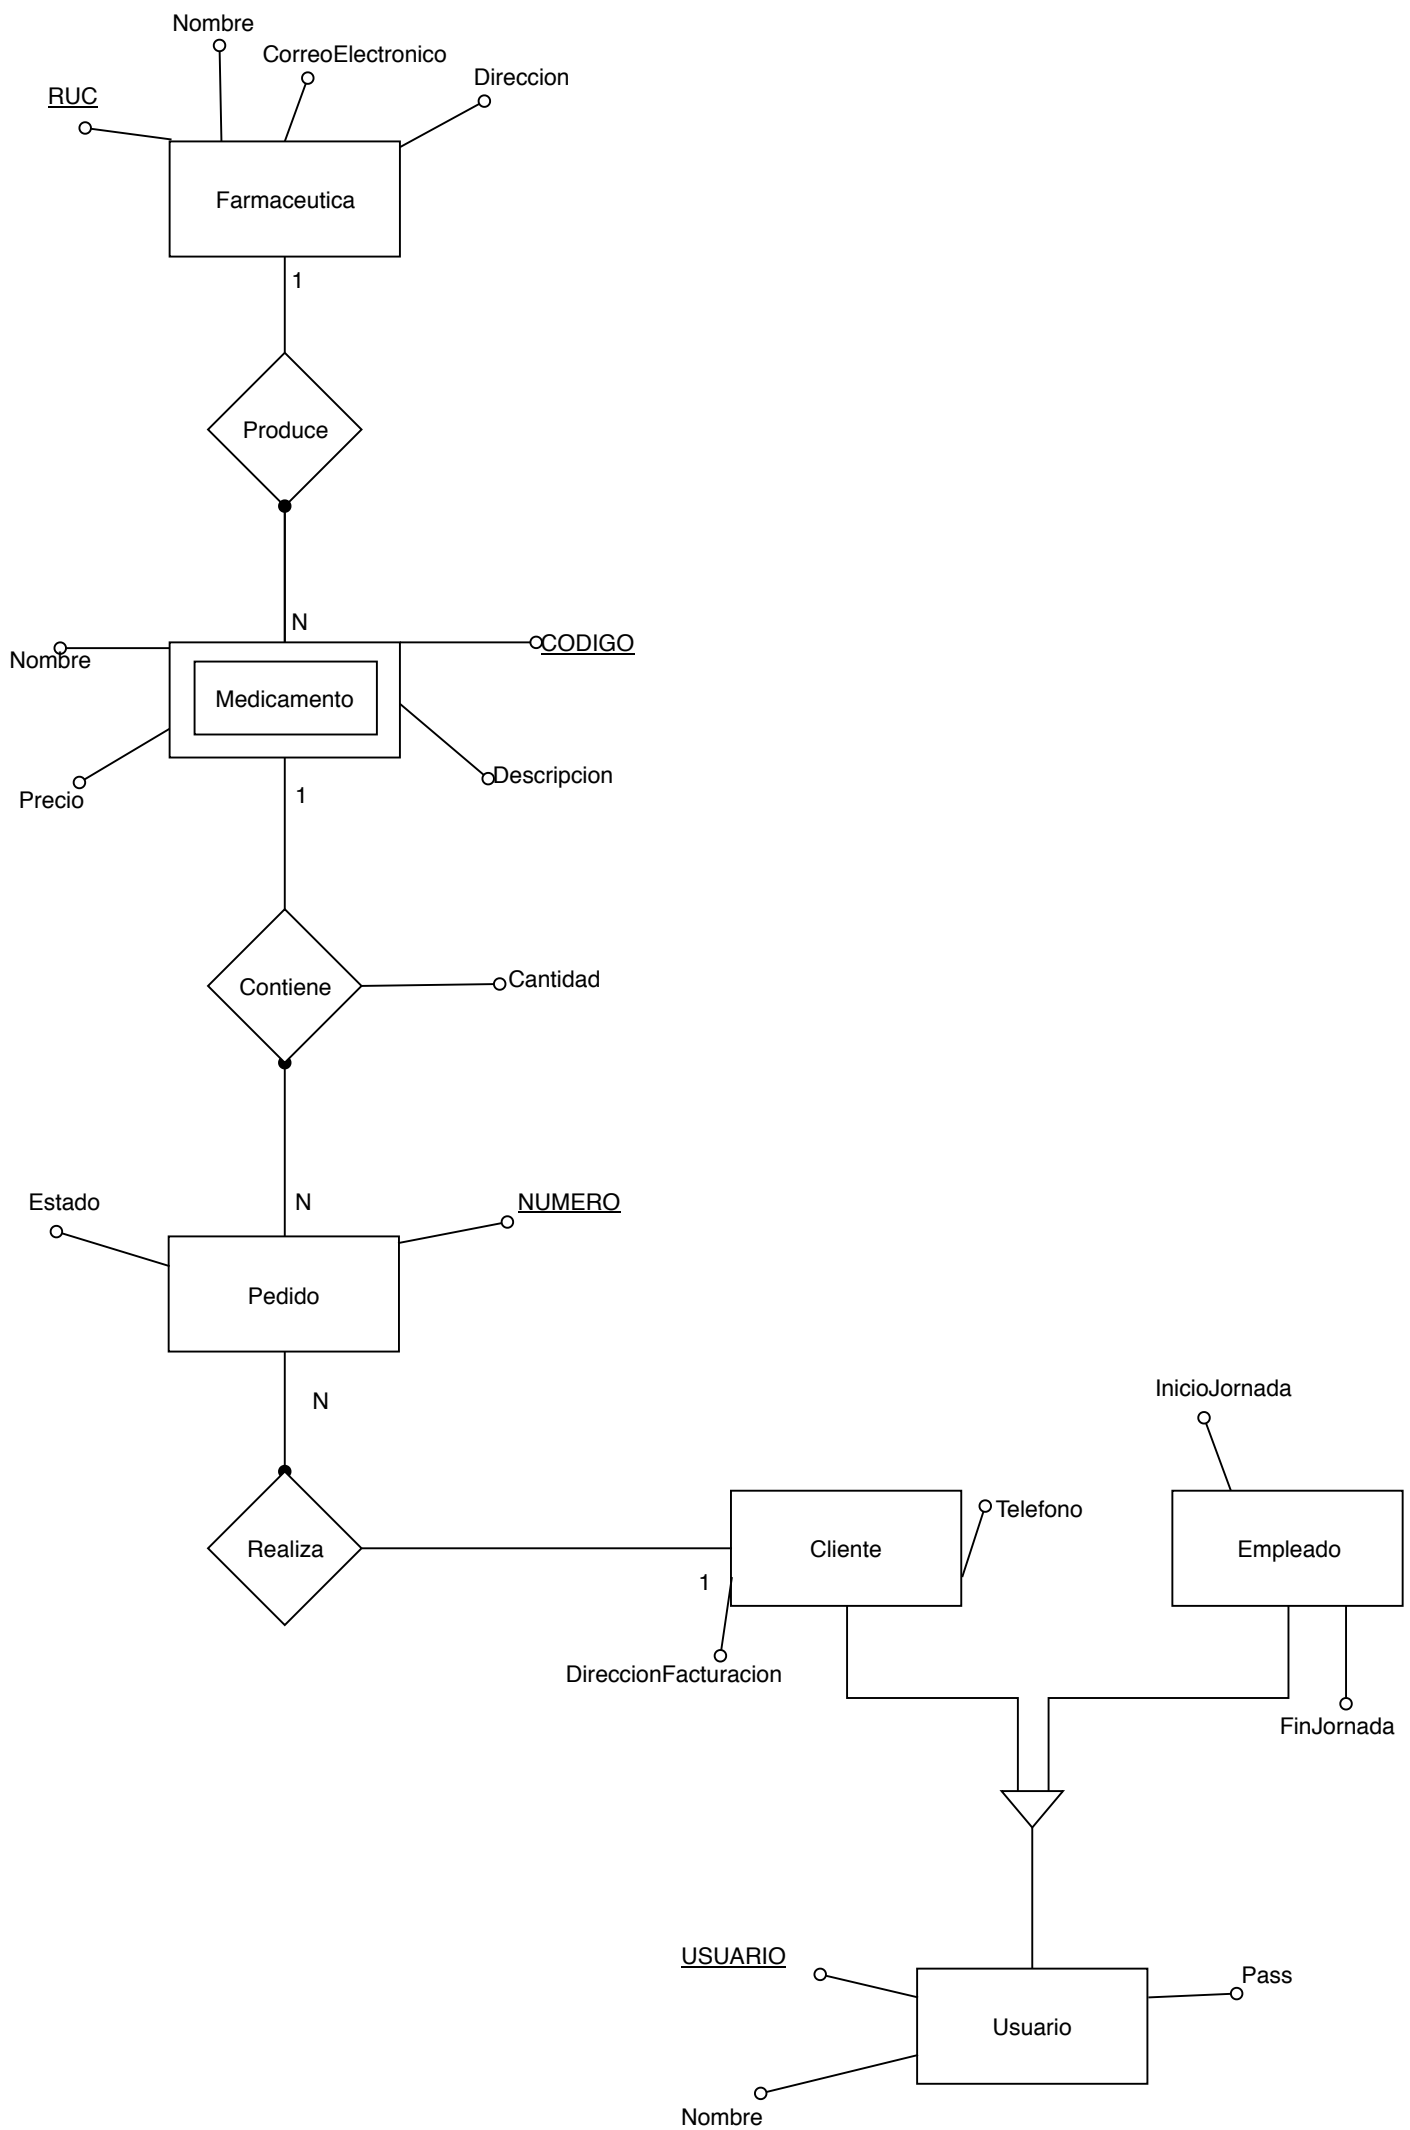 Nombre
CorreoElectronico
Direccion
RUC
Farmaceutica
1
Produce
N
Nombre
CODIGO
Medicamento
Precio
Descripcion
1
Contiene
Cantidad
Estado
N
NUMERO
Pedido
N
InicioJornada
Realiza
Cliente
Telefono
Empleado
1
DireccionFacturacion
FinJornada
USUARIO
Pass
Usuario
Nombre